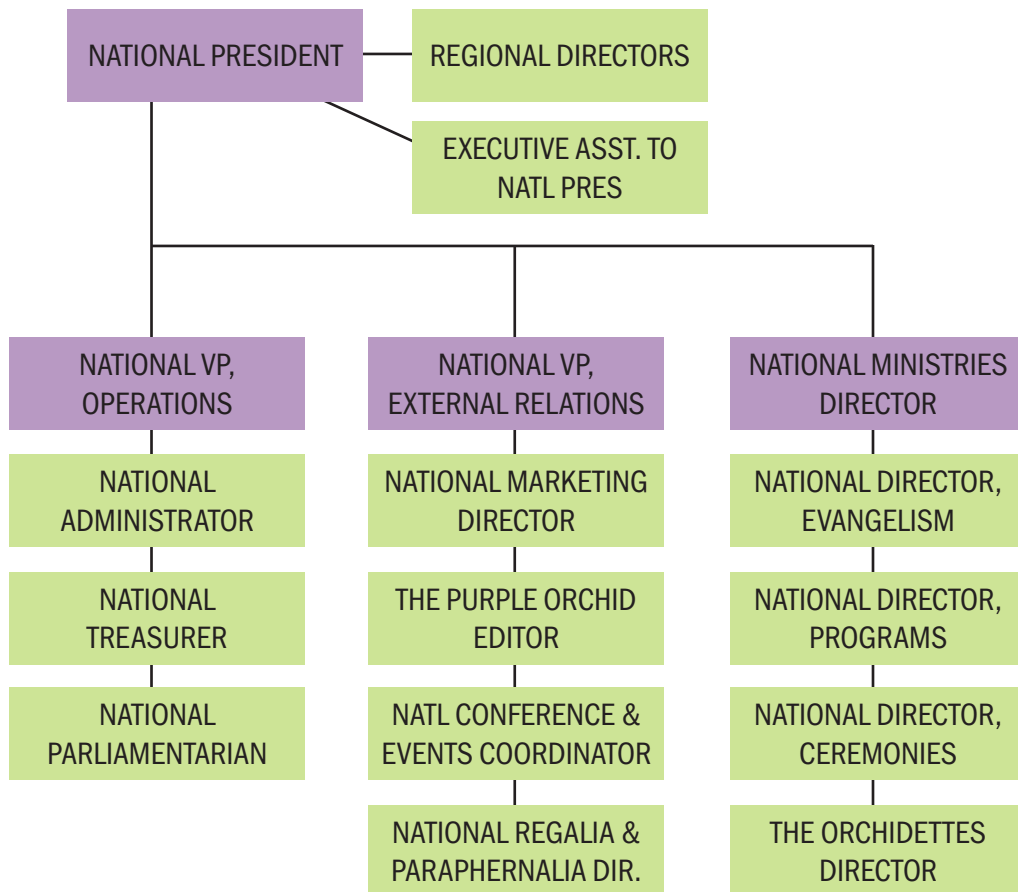 NATIONAL PRESIDENT
REGIONAL DIRECTORS
EXECUTIVE ASST. TO
NATL PRES
NATIONAL VP,
OPERATIONS
NATIONAL
ADMINISTRATOR
NATIONAL
TREASURER
NATIONAL
PARLIAMENTARIAN
NATIONAL VP,
EXTERNAL RELATIONS
NATIONAL MARKETING
DIRECTOR
THE PURPLE ORCHID
EDITOR
NATL CONFERENCE &
EVENTS COORDINATOR
NATIONAL REGALIA &
PARAPHERNALIA DIR.
NATIONAL MINISTRIES
DIRECTOR
NATIONAL DIRECTOR,
EVANGELISM
NATIONAL DIRECTOR,
PROGRAMS
NATIONAL DIRECTOR,
CEREMONIES
THE ORCHIDETTES
DIRECTOR